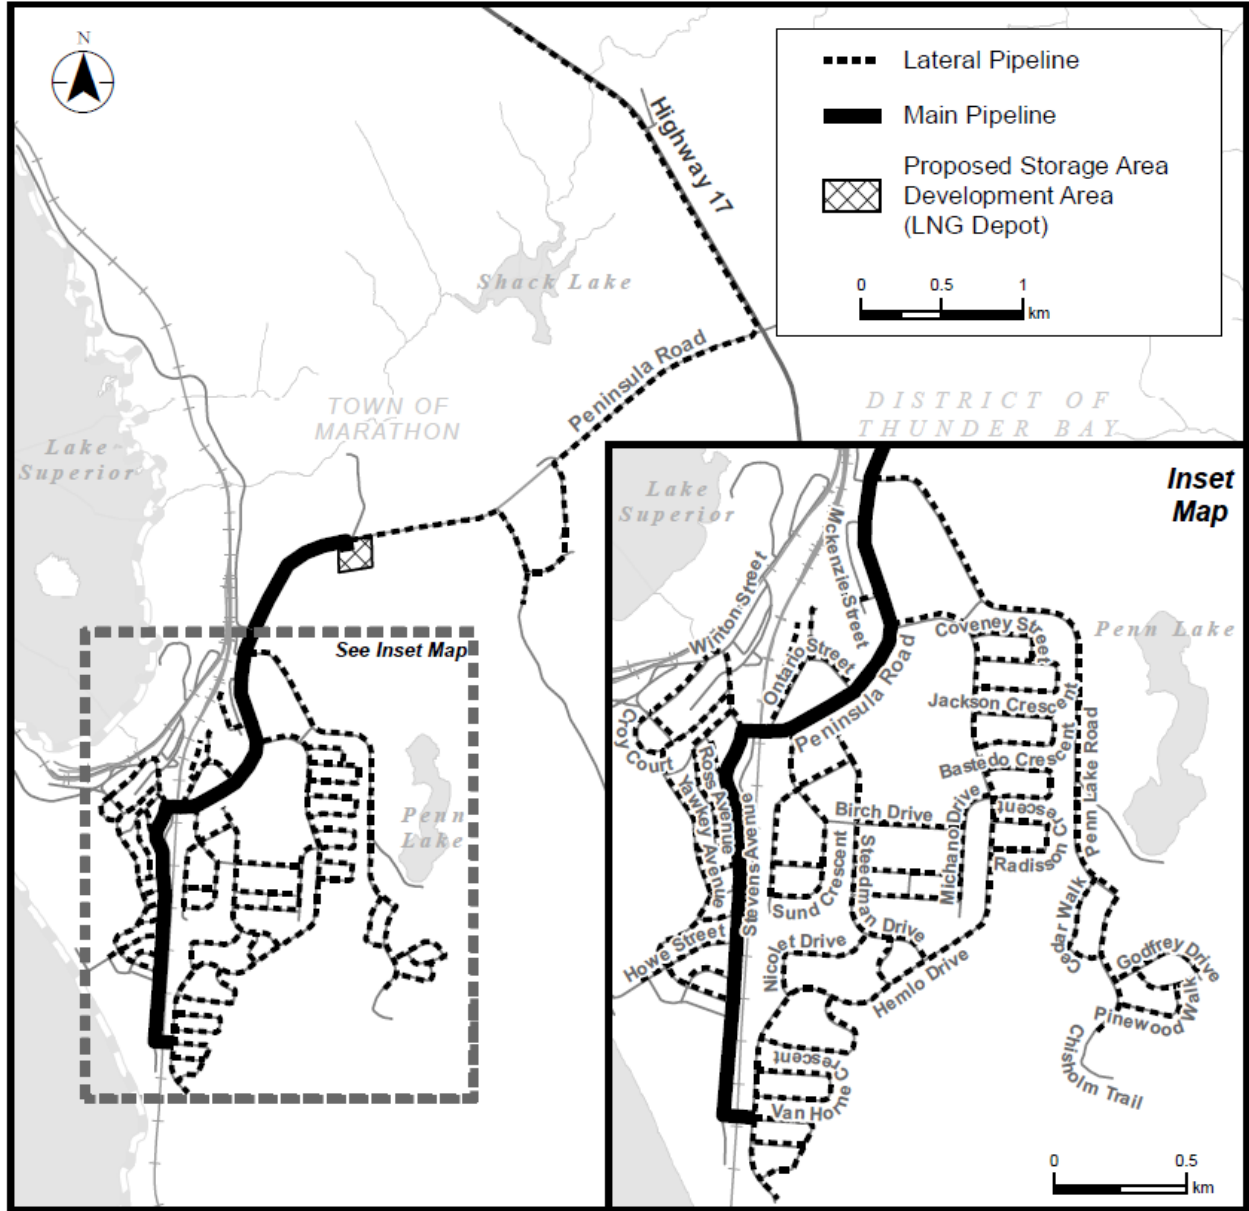 N
Lateral Pipeline
Main Pipeline
Proposed Storage Area
Development Area
(LNG Depot)
0 0.5 1
km
Highway 17
Shack Lake
Peninsula Road
TOWN OF
MARATHON
DISTRICT OF
THUNDER BAY
Lake
Superior
See Inset Map
Penn
Lake
Inset
Map
Lake
Superior
Mckenzie Street
Winton Street
Ontario Street
Peninsula Road
Coveney Street
Penn Lake
Jackson Crescent
Croy Court
Ross Avenue
Yawkey Avenue
Stevens Avenue
Bastedo Crescent
Penn Lake Road
Birch Drive
Michano Drive
Radisson Crescent
Sund Crescent
Steedman Drive
Cedar Walk
Howe Street
Nicolet Drive
Hemlo Drive
Godfrey Drive
Pinewood Walk
Chisholm Trail
Van Horne Crescent
0 0.5
km